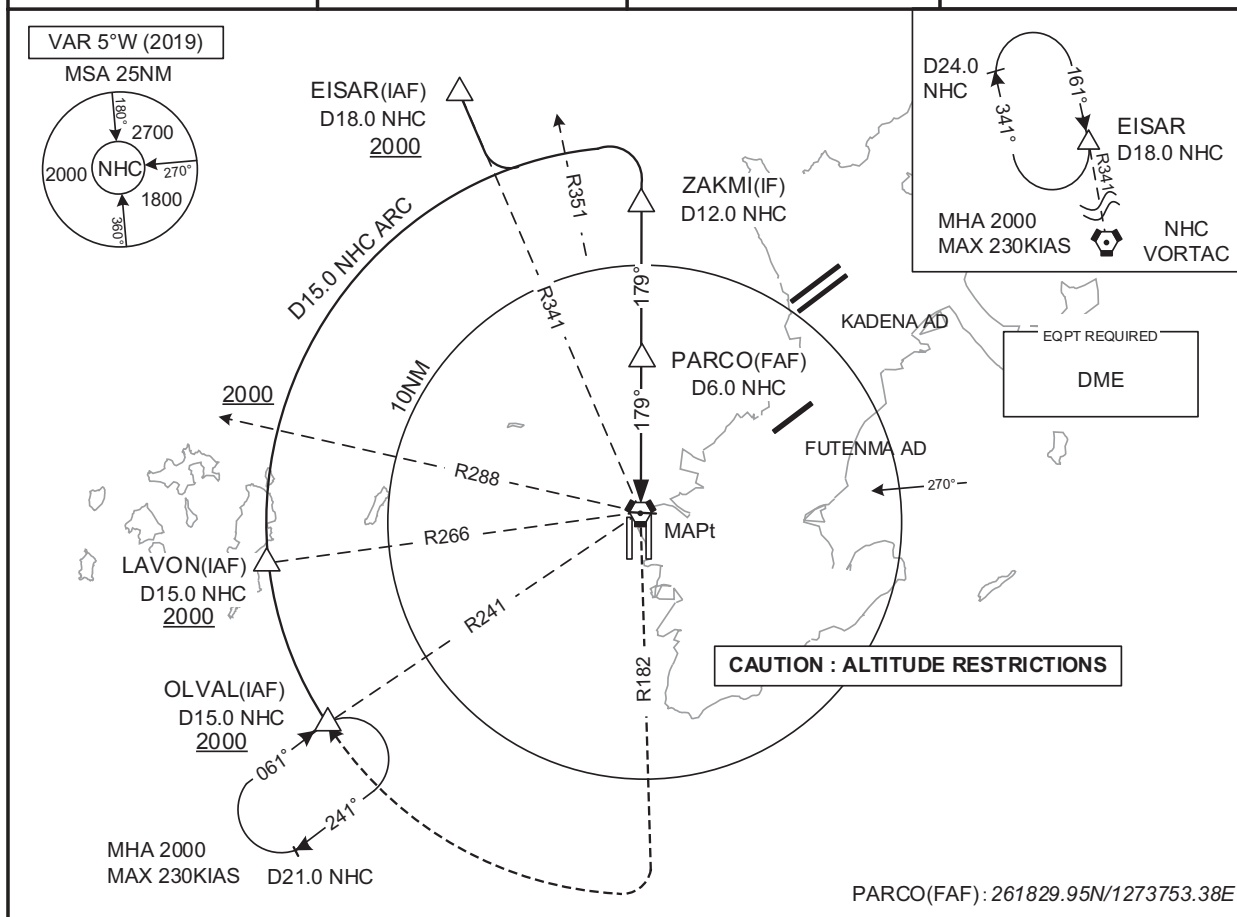 VAR 5°W (2019)
MSA 25NM
180°
2700
2000
NHC
270°
1800
360°
EISAR(IAF)
D18.0 NHC
2000
R351
ZAKMI(IF)
D12.0 NHC
D15.0 NHC ARC
R341
179°
KADENA AD
10NM
PARCO(FAF)
D6.0 NHC
179°
FUTENMA AD
270°
2000
R288
R266
MAPt
LAVON(IAF)
D15.0 NHC
2000
R241
R182
CAUTION : ALTITUDE RESTRICTIONS
OLVAL(IAF)
D15.0 NHC
2000
061°
241°
MHA 2000
MAX 230KIAS
D21.0 NHC
D24.0
NHC
161°
341°
EISAR
D18.0 NHC
R341
MHA 2000
MAX 230KIAS
NHC
VORTAC
EQPT REQUIRED
DME
PARCO(FAF): 261829.95N/1273753.38E